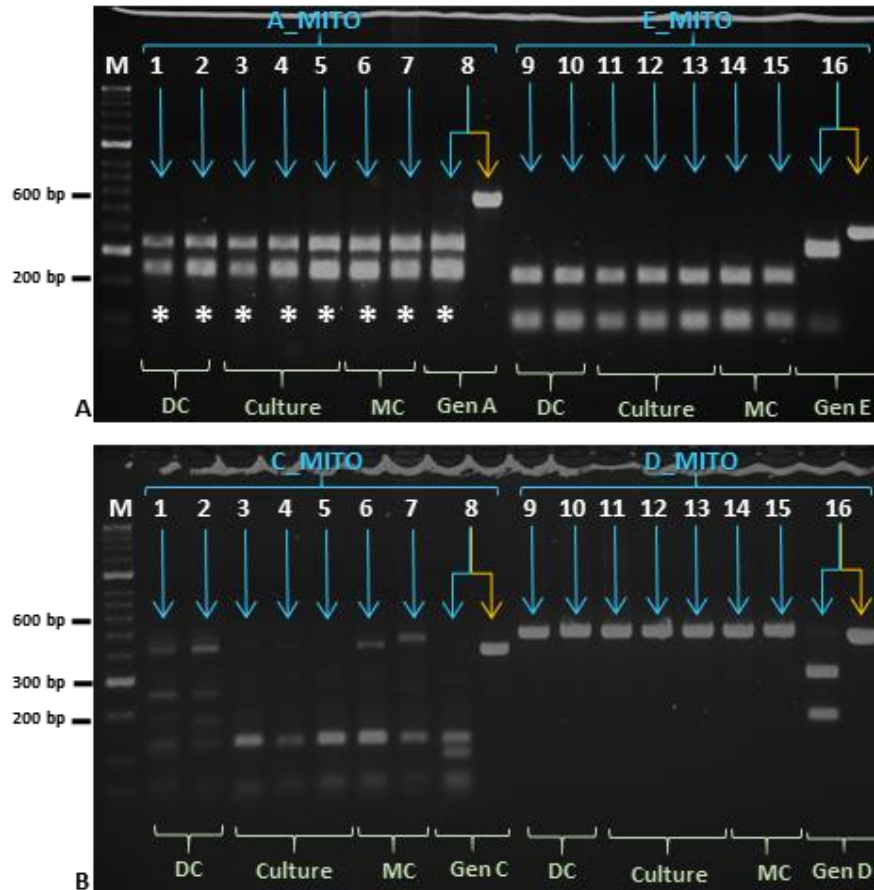 A_MITO E_MITO
M 1 2 3 4 5 6 7 8 9 10 11 12 13 14 15 16
600 bp
200 bp
* * * * * * * *
DC Culture MC Gen A DC Culture MC Gen E
A
C_MITO D_MITO
M 1 2 3 4 5 6 7 8 9 10 11 12 13 14 15 16
600 bp
300 bp
200 bp
DC Culture MC Gen C DC Culture MC Gen D
B